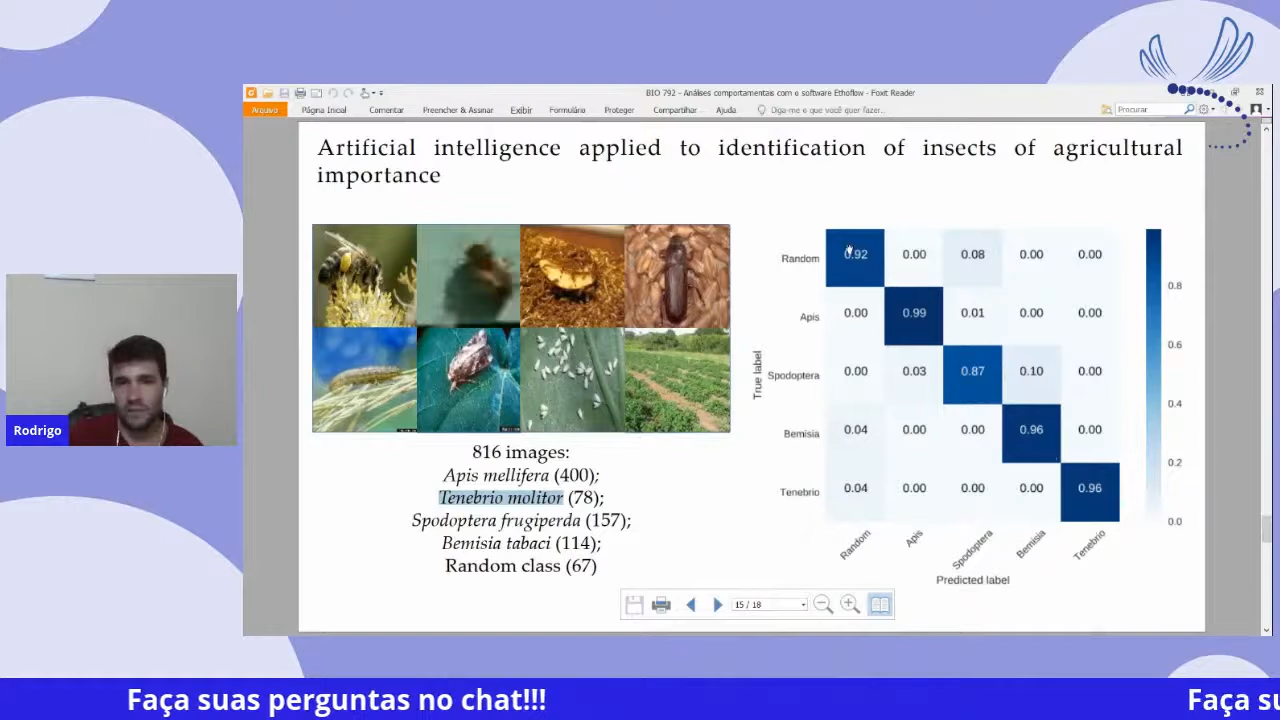 BIO 792 - Análises comportamentais com o software Ethoflow - Foxit Reader
Arquivo Página Inicial Comentar Preencher & Assinar Exibir Formulário Proteger Compartilhar Ajuda Diga-me o que você quer fazer... Procurar
Artificial intelligence applied to identification of insects of agricultural
importance
816 images:
Apis mellifera (400);
Tenebrio molitor (78);
Spodoptera frugiperda (157);
Bemisia tabaci (114);
Random class (67)
True label
Random 0.92 0.00 0.08 0.00 0.00
Apis 0.00 0.99 0.01 0.00 0.00
Spodoptera 0.00 0.03 0.87 0.10 0.00
Bemisia 0.04 0.00 0.00 0.96 0.00
Tenebrio 0.04 0.00 0.00 0.00 0.96
Random Apis Spodoptera Bemisia Tenebrio
Predicted label
0.8
0.6
0.4
0.2
0.0
15 / 18
Rodrigo
Faça suas perguntas no chat!!! Faça su